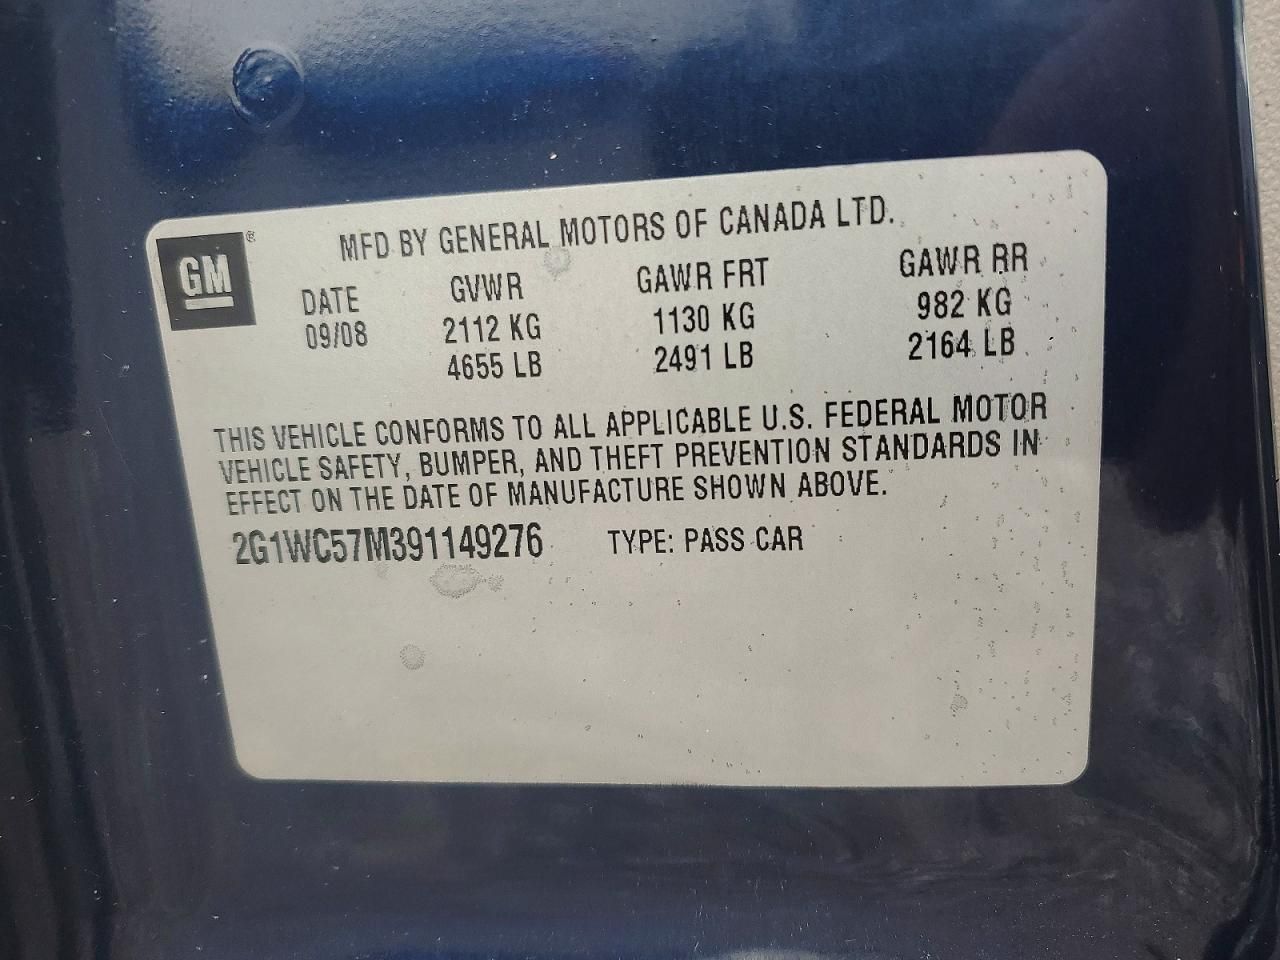 GM ®
MFD BY GENERAL MOTORS OF CANADA LTD.
DATE GVWR GAWR FRT GAWR RR
09/08 2112 KG 1130 KG 982 KG
4655 LB 2491 LB 2164 LB
THIS VEHICLE CONFORMS TO ALL APPLICABLE U.S. FEDERAL MOTOR
VEHICLE SAFETY, BUMPER, AND THEFT PREVENTION STANDARDS IN
EFFECT ON THE DATE OF MANUFACTURE SHOWN ABOVE.
2G1WC57M391149276 TYPE: PASS CAR